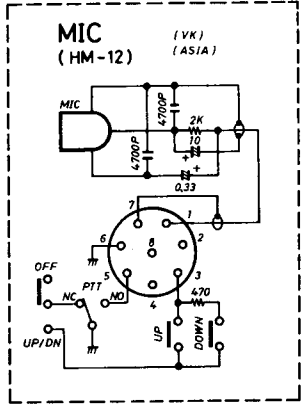 MIC
(HM-12)
(VK)
(ASIA)
MIC
4700P
4700P
2K
10
+
+
0,33
7
1
6
8
2
5
3
4
OFF
PTT
NC
NO
UP/DN
470
UP
DOWN